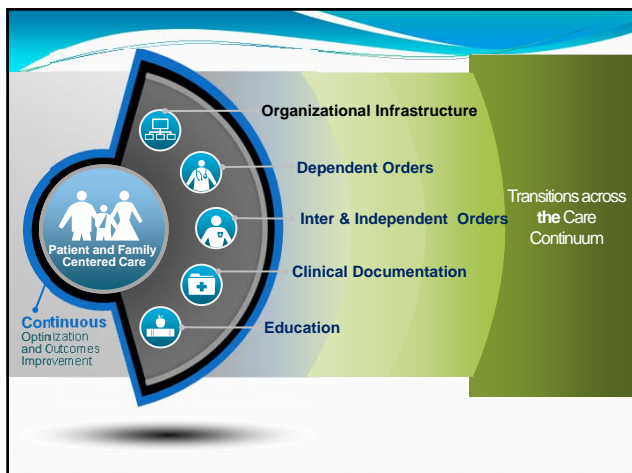 Organizational Infrastructure
Dependent Orders
Inter & Independent Orders
Clinical Documentation
Education
Patient and Family
Centered Care
Continuous
Optimization
and Outcomes
Improvement
Transitions across
the Care
Continuum